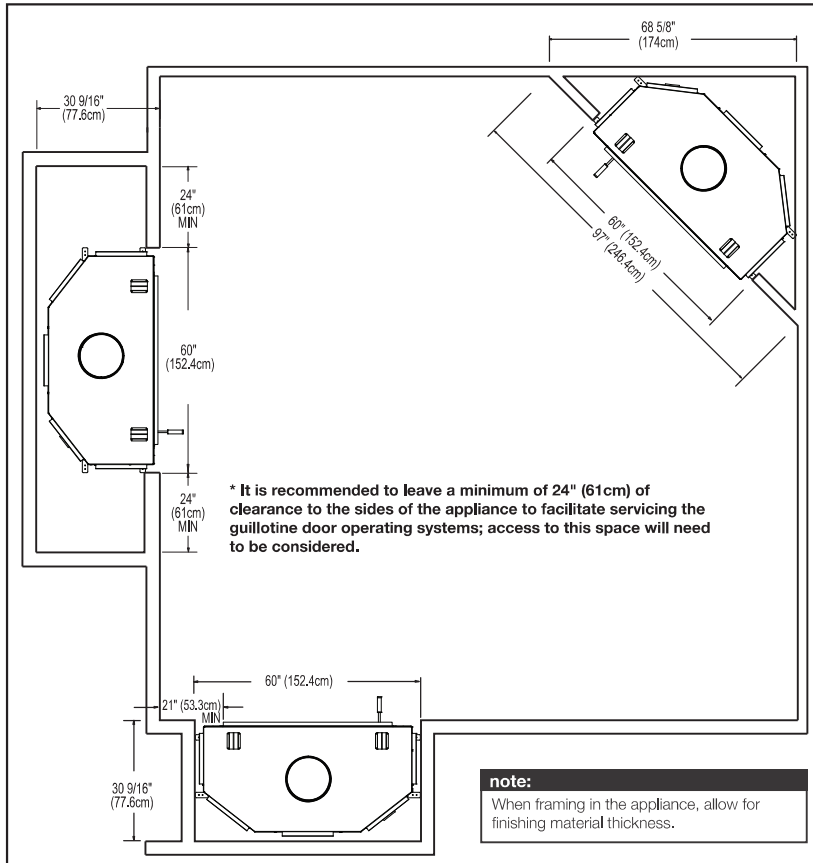 68 5/8"
(174cm)
30 9/16"
(77.6cm)
24"
(61cm)
MIN
60" (152.4cm)
97" (246.4cm)
60"
(152.4cm)
24"
(61cm)
MIN
* It is recommended to leave a minimum of 24" (61cm) of
clearance to the sides of the appliance to facilitate servicing the
guillotine door operating systems; access to this space will need
to be considered.
60" (152.4cm)
21" (53.3cm)
MIN
30 9/16"
(77.6cm)
note:
When framing in the appliance, allow for
finishing material thickness.